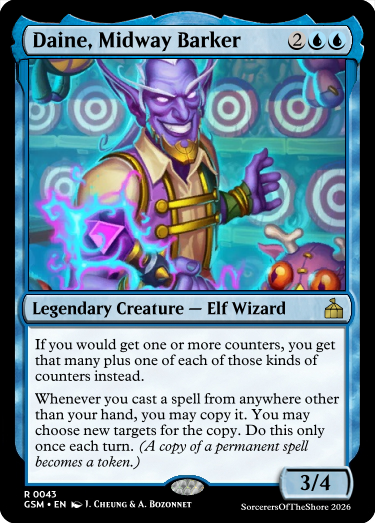 Daine, Midway Barker 2
Legendary Creature — Elf Wizard
If you would get one or more counters, you get
that many plus one of each of those kinds of
counters instead.
Whenever you cast a spell from anywhere other
than your hand, you may copy it. You may
choose new targets for the copy. Do this only
once each turn. (A copy of a permanent spell
becomes a token.)
3/4
R 0043
GSM • EN J. Cheung & A. Bozonnet
SorcerersOfTheShore 2026